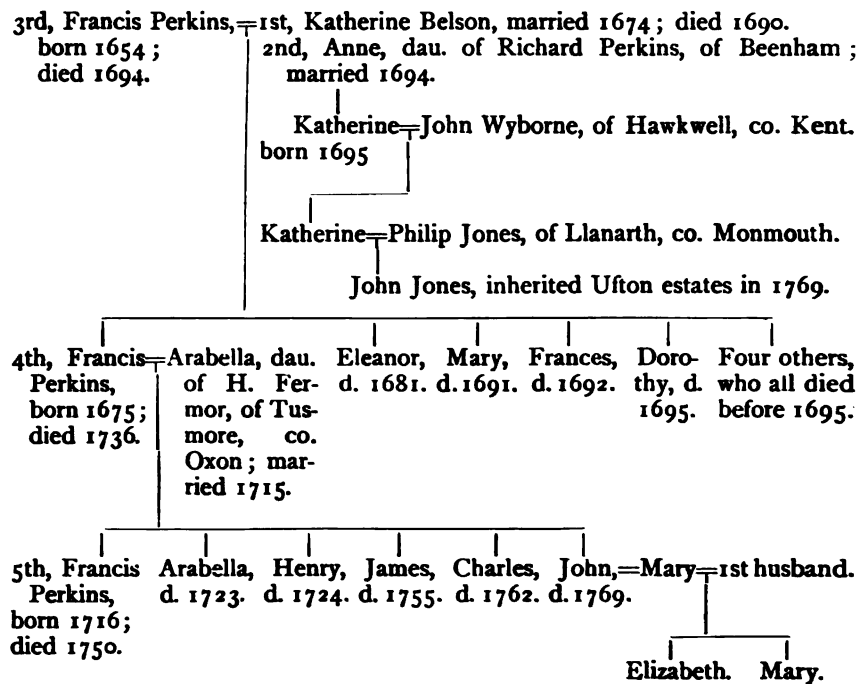 3rd, Francis Perkins,=1st, Katherine Belson, married 1674; died 1690.
born 1654; 2nd, Anne, dau. of Richard Perkins, of Beenham;
died 1694. married 1694.
Katherine=John Wyborne, of Hawkwell, co. Kent.
born 1695
Katherine=Philip Jones, of Llanarth, co. Monmouth.
John Jones, inherited Ufton estates in 1769.
4th, Francis=Arabella, dau. Eleanor, Mary, Frances, Doro- Four others,
Perkins, of H. Fer- d. 1681. d. 1691. d. 1692. thy, d. who all died
born 1675; mor, of Tus- 1695. before 1695.
died 1736. more, co.
Oxon; mar-
ried 1715.
5th, Francis Arabella, Henry, James, Charles, John,=Mary=1st husband.
Perkins, d. 1723. d. 1724. d. 1755. d. 1762. d. 1769.
born 1716;
died 1750.
Elizabeth. Mary.